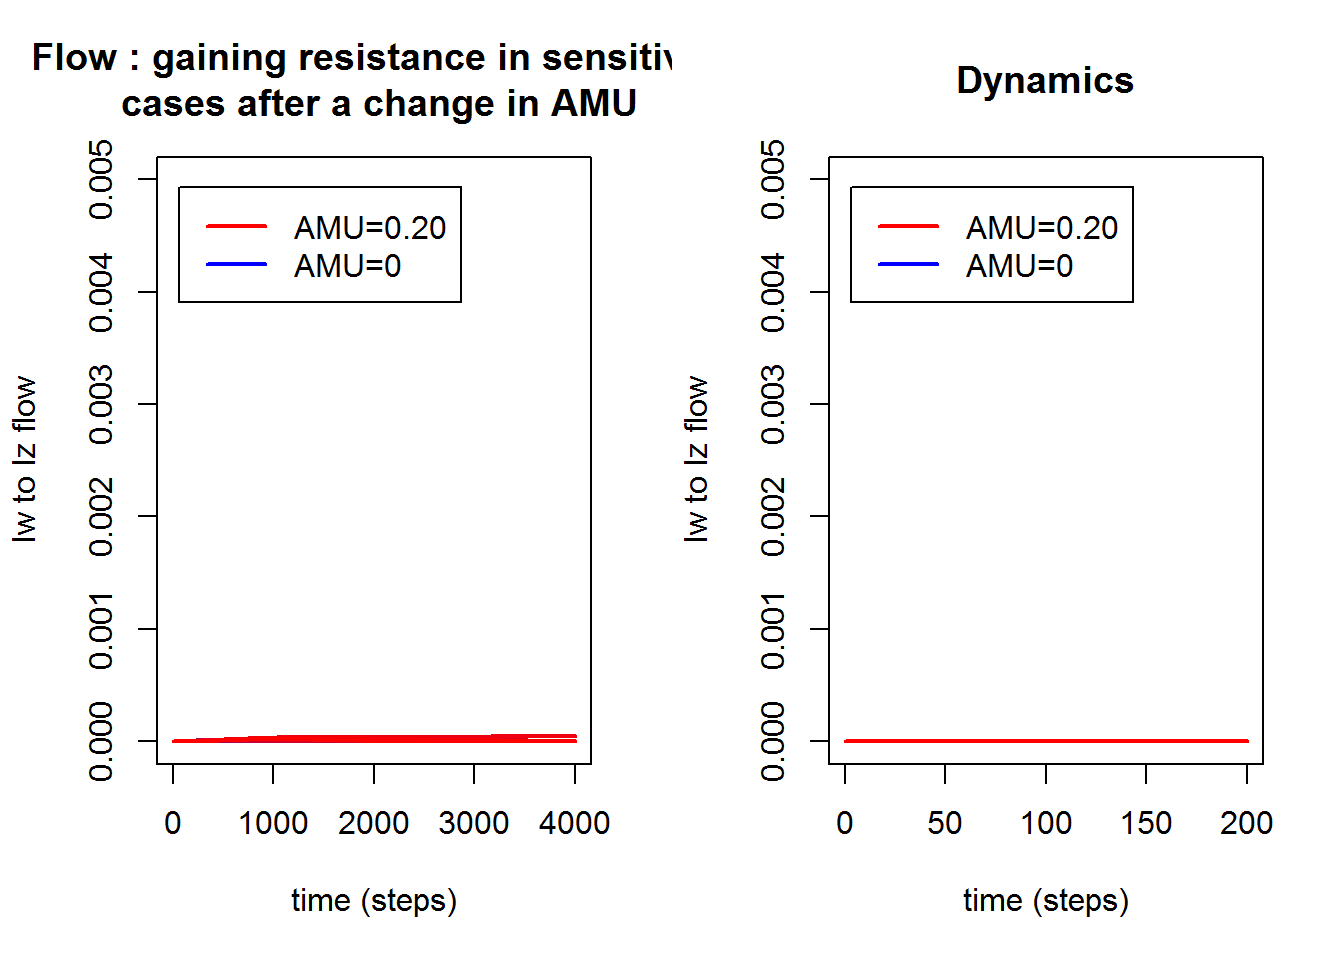 Flow : gaining resistance in sensitiv
cases after a change in AMU
0.005
0.004
0.003
0.002
0.001
0.000
Iw to Iz flow
AMU=0.20
AMU=0
0 1000 2000 3000 4000
time (steps)
Dynamics
0.005
0.004
0.003
0.002
0.001
0.000
Iw to Iz flow
AMU=0.20
AMU=0
0 50 100 150 200
time (steps)